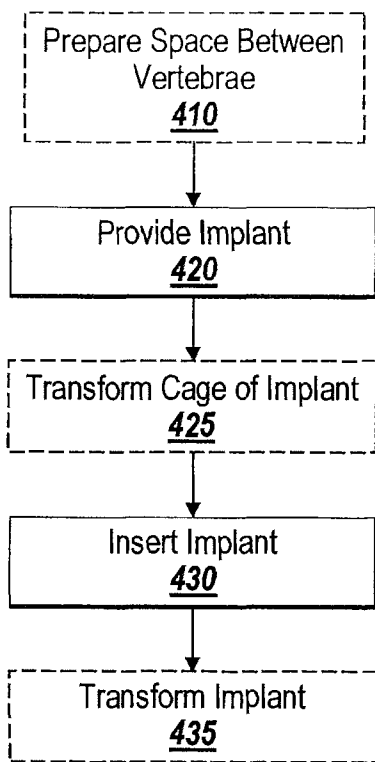 Prepare Space Between
Vertebrae
410
Provide Implant
420
Transform Cage of Implant
425
Insert Implant
430
Transform Implant
435